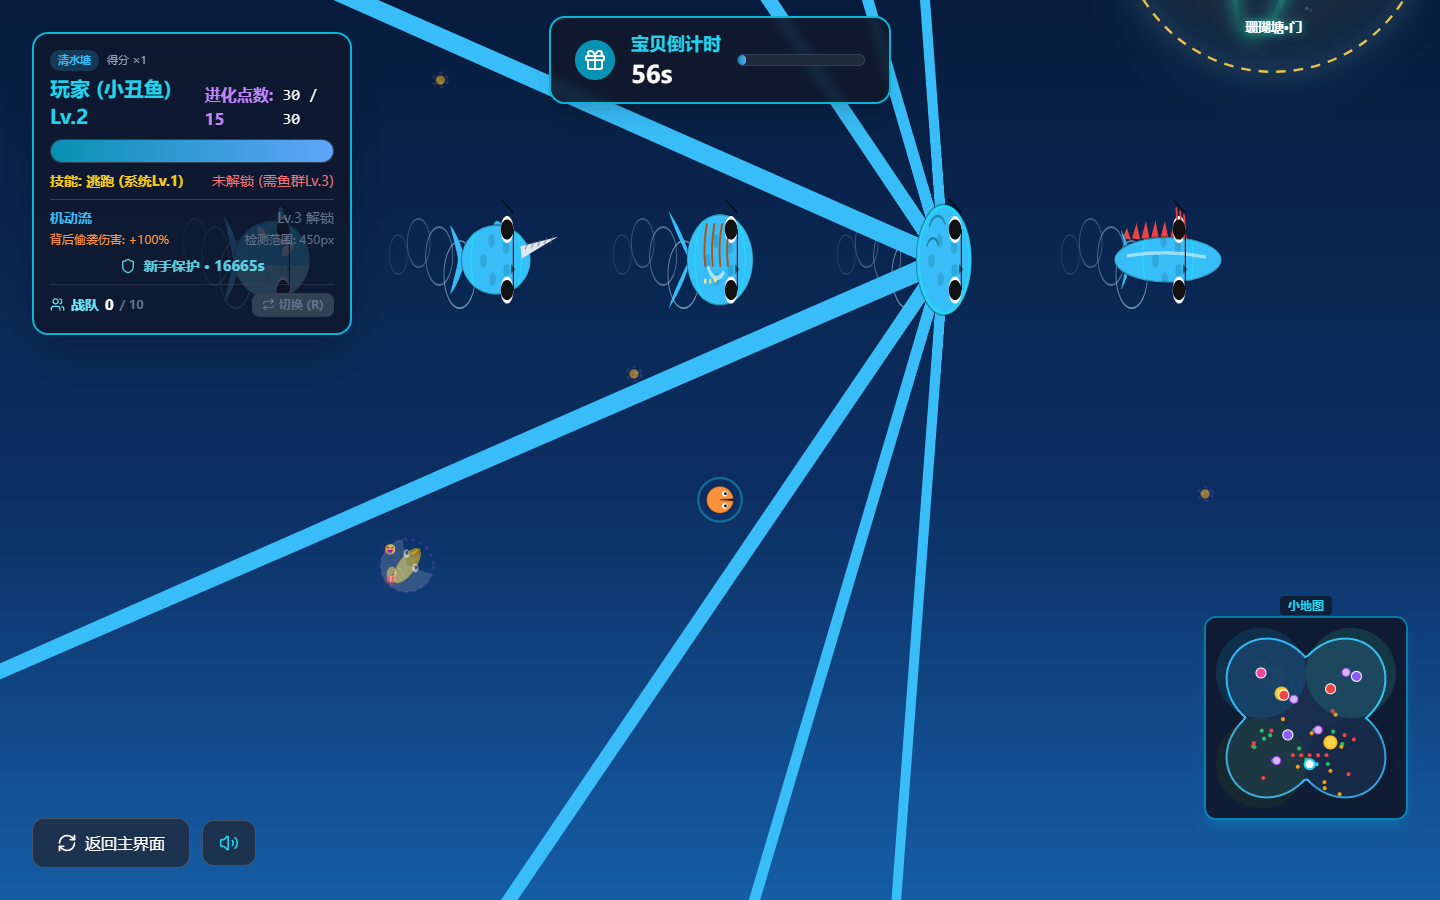 清水塘 得分 ×1
玩家 (小丑鱼) Lv.2
进化点数: 15
30 / 30
技能: 逃跑 (系统Lv.1) 未解锁 (需鱼群Lv.3)
机动流 Lv.3 解锁
背后偷袭伤害: +100% 检测范围: 450px
新手保护 • 16665s
战队 0 / 10 切换 (R)
宝贝倒计时
56s
珊瑚塘•门
小地图
返回主界面